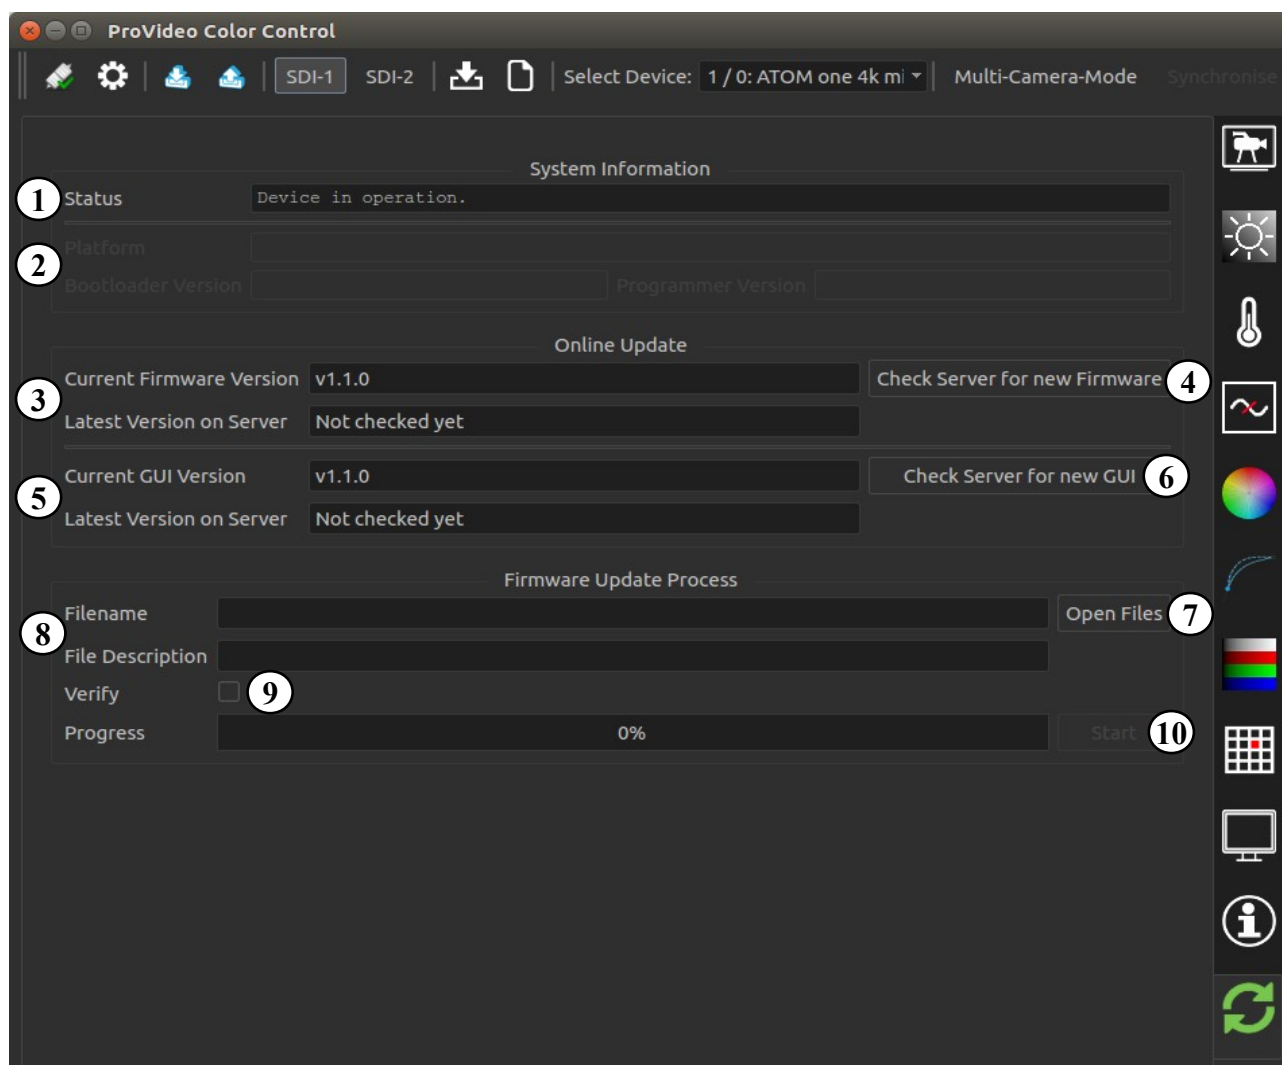 ProVideo Color Control
SDI-1 SDI-2 Select Device: 1 / 0: ATOM one 4k mi Multi-Camera-Mode Synchronise
System Information
1 Status Device in operation.
2 Platform
Bootloader Version Programmer Version
Online Update
3 Current Firmware Version v1.1.0 Check Server for new Firmware 4
Latest Version on Server Not checked yet
5 Current GUI Version v1.1.0 Check Server for new GUI 6
Latest Version on Server Not checked yet
Firmware Update Process
8 Filename Open Files 7
File Description
Verify 9
Progress 0% Start 10